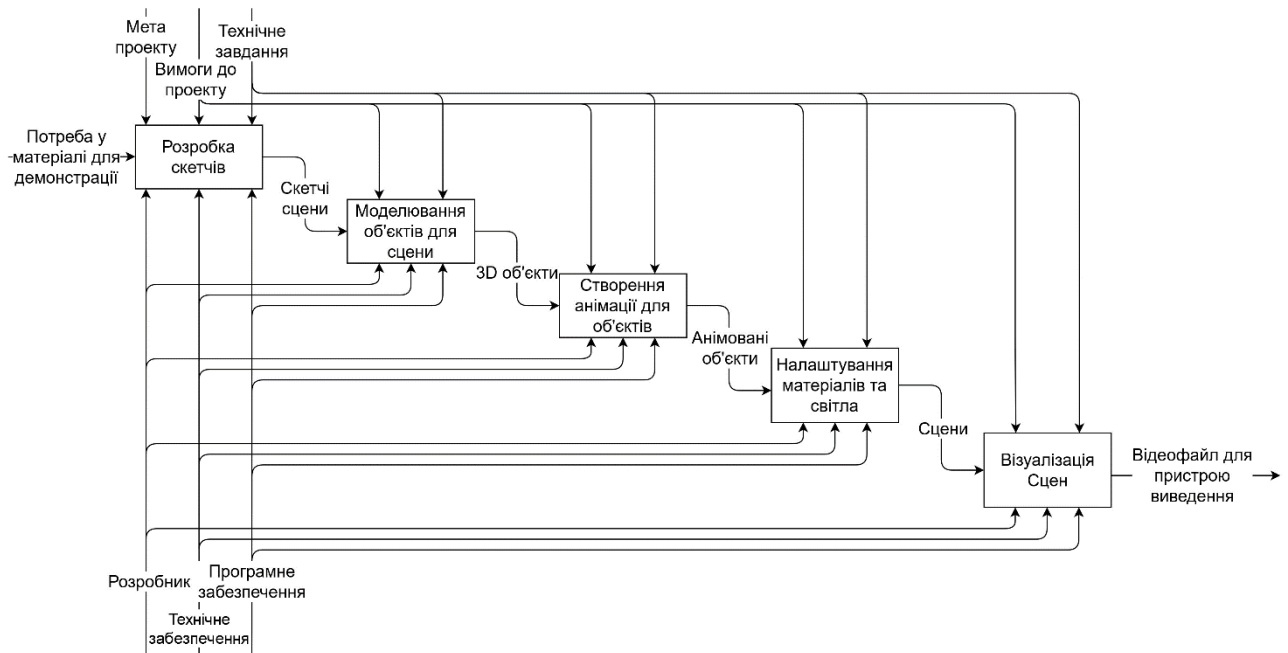 Мета
проекту
Технічне
завдання
Вимоги до
проекту
Потреба у
матеріалі для
демонстрації
Розробка
скетчів
Скетчі
сцени
Моделювання
об'єктів для
сцени
3D об'єкти
Створення
анімації для
об'єктів
Анімовані
об'єкти
Налаштування
матеріалів та
світла
Сцени
Візуалізація
Сцен
Відеофайл для
пристрою
виведення
Розробник
Програмне
забезпечення
Технічне
забезпечення